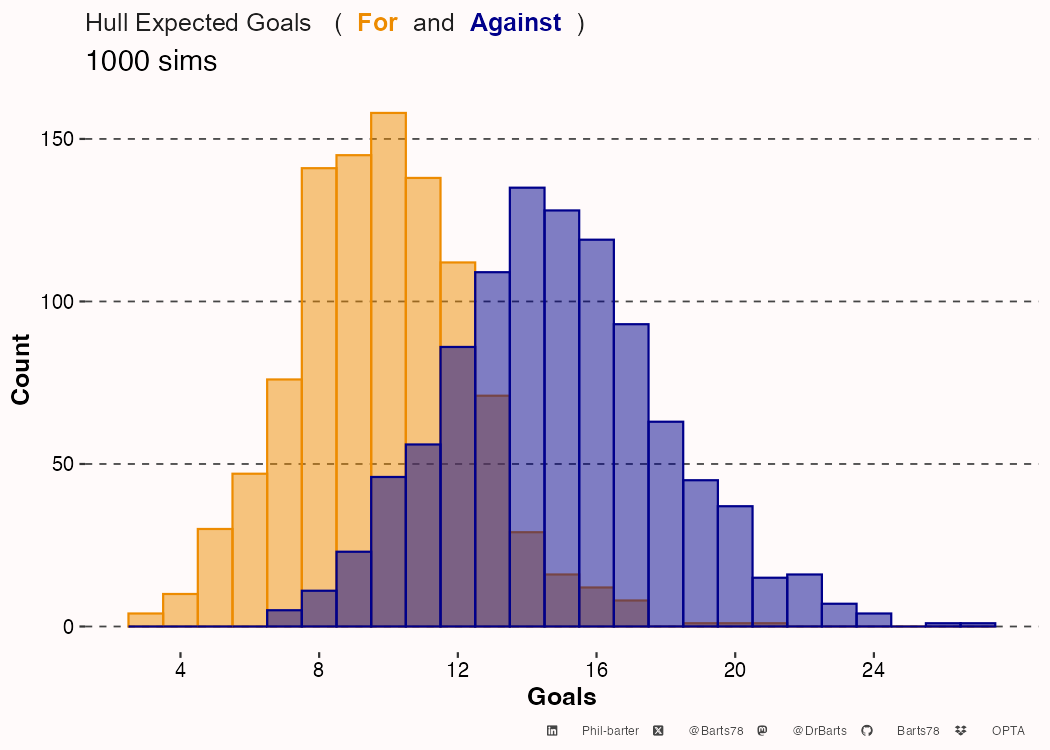 Hull Expected Goals ( For and Against )
1000 sims
150
100
50
0
Count
4 8 12 16 20 24
Goals
Phil-barter @Barts78 @DrBarts Barts78 OPTA